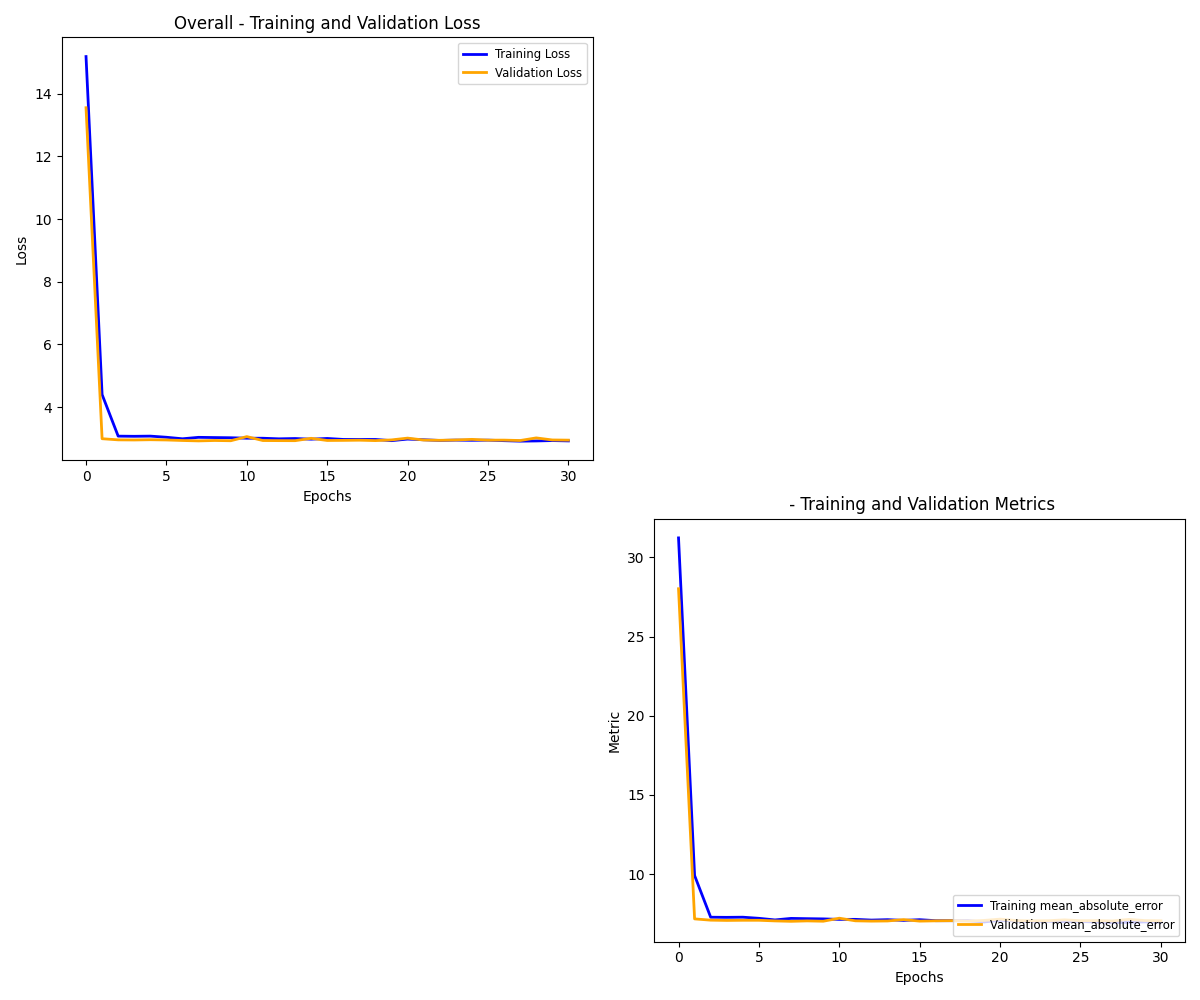 Overall - Training and Validation Loss
Training Loss
Validation Loss
Loss
14
12
10
8
6
4
0 5 10 15 20 25 30
Epochs
- Training and Validation Metrics
Metric
30
25
20
15
10
Training mean_absolute_error
Validation mean_absolute_error
0 5 10 15 20 25 30
Epochs